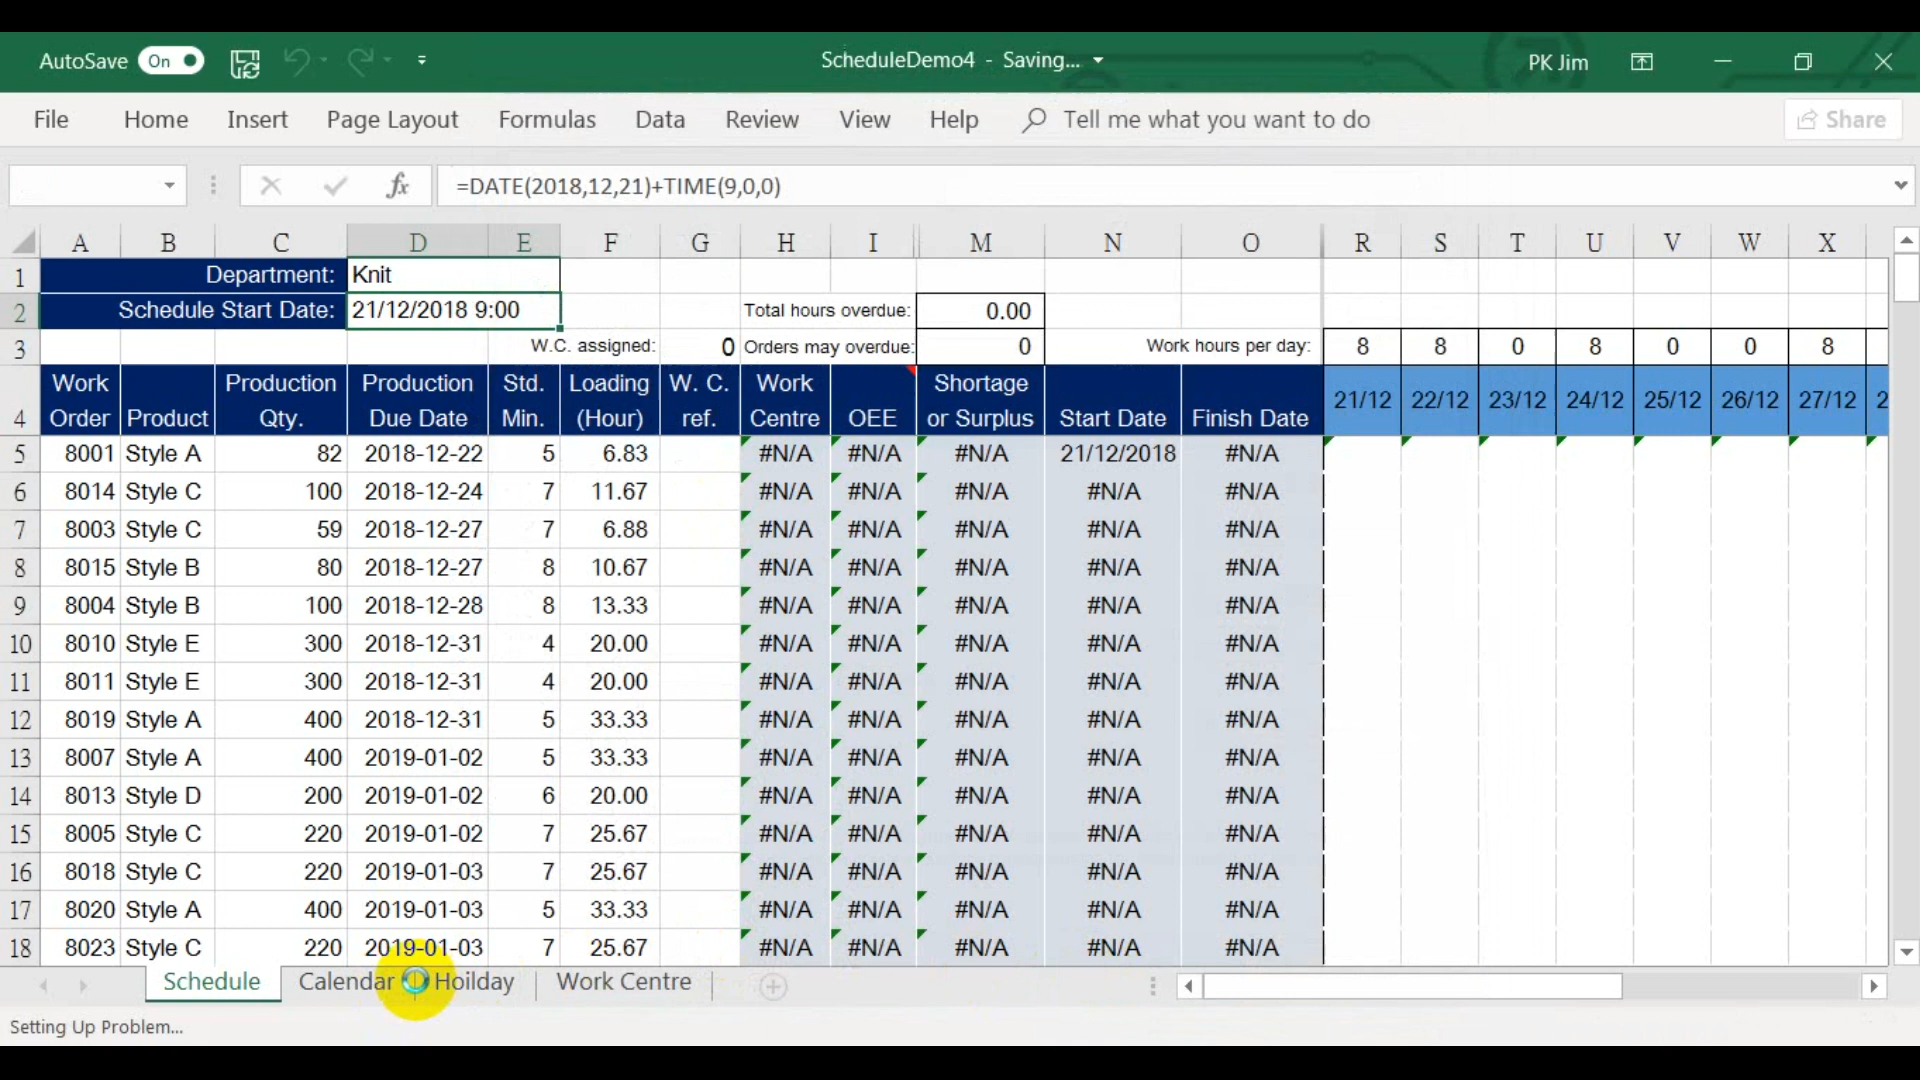 AutoSave On ScheduleDemo4 - Saving... PK Jim
File Home Insert Page Layout Formulas Data Review View Help Tell me what you want to do Share
fx =DATE(2018,12,21)+TIME(9,0,0)
A B C D E F G H I M N O R S T U V W X
1 Department: Knit
2 Schedule Start Date: 21/12/2018 9:00 Total hours overdue: 0.00
3 W.C. assigned: 0 Orders may overdue: 0 Work hours per day: 8 8 0 8 0 0 8
Work Production Production Std. Loading W. C. Work Shortage
4 Order Product Qty. Due Date Min. (Hour) ref. Centre OEE or Surplus Start Date Finish Date 21/12 22/12 23/12 24/12 25/12 26/12 27/12 2
5 8001 Style A 82 2018-12-22 5 6.83 #N/A #N/A #N/A 21/12/2018 #N/A
6 8014 Style C 100 2018-12-24 7 11.67 #N/A #N/A #N/A #N/A #N/A
7 8003 Style C 59 2018-12-27 7 6.88 #N/A #N/A #N/A #N/A #N/A
8 8015 Style B 80 2018-12-27 8 10.67 #N/A #N/A #N/A #N/A #N/A
9 8004 Style B 100 2018-12-28 8 13.33 #N/A #N/A #N/A #N/A #N/A
10 8010 Style E 300 2018-12-31 4 20.00 #N/A #N/A #N/A #N/A #N/A
11 8011 Style E 300 2018-12-31 4 20.00 #N/A #N/A #N/A #N/A #N/A
12 8019 Style A 400 2018-12-31 5 33.33 #N/A #N/A #N/A #N/A #N/A
13 8007 Style A 400 2019-01-02 5 33.33 #N/A #N/A #N/A #N/A #N/A
14 8013 Style D 200 2019-01-02 6 20.00 #N/A #N/A #N/A #N/A #N/A
15 8005 Style C 220 2019-01-02 7 25.67 #N/A #N/A #N/A #N/A #N/A
16 8018 Style C 220 2019-01-03 7 25.67 #N/A #N/A #N/A #N/A #N/A
17 8020 Style A 400 2019-01-03 5 33.33 #N/A #N/A #N/A #N/A #N/A
18 8023 Style C 220 2019-01-03 7 25.67 #N/A #N/A #N/A #N/A #N/A
Schedule Calendar Hoilday Work Centre
Setting Up Problem...